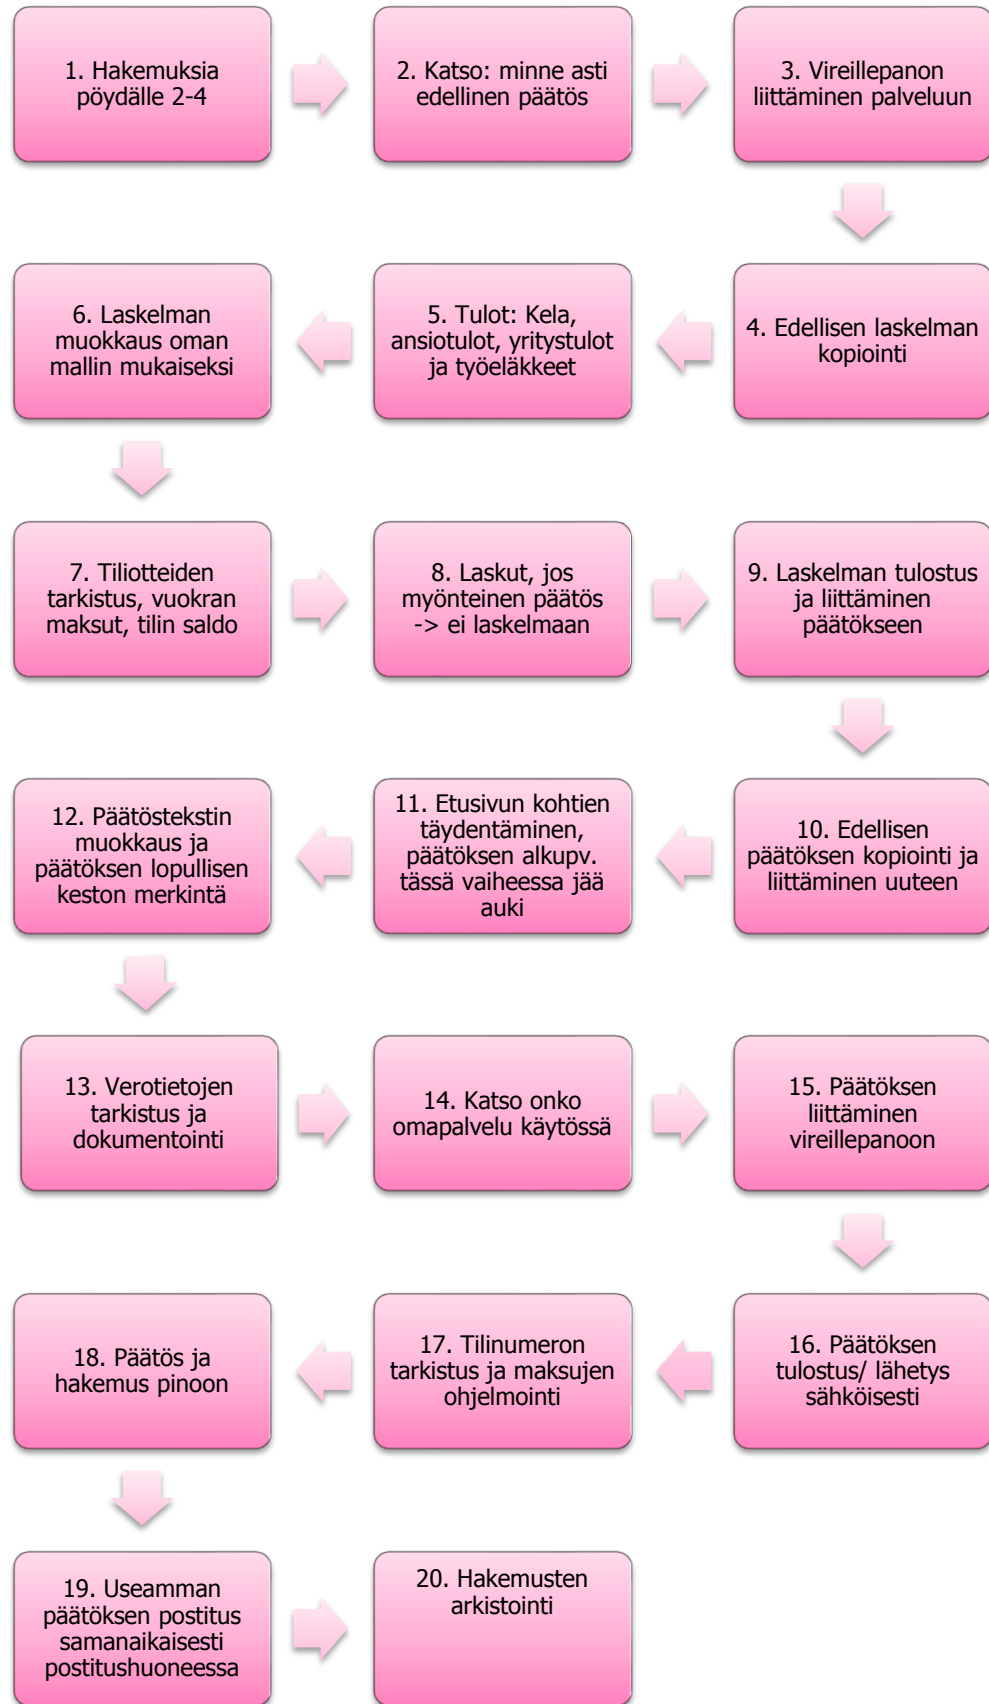 1. Hakemuksia
pöydälle 2-4
2. Katso: minne asti
edellinen päätös
3. Vireillepanon
liittäminen palveluun
4. Edellisen laskelman
kopiointi
5. Tulot: Kela,
ansiotulot, yritystulot
ja työeläkkeet
6. Laskelman
muokkaus oman
mallin mukaiseksi
7. Tiliotteiden
tarkistus, vuokran
maksut, tilin saldo
8. Laskut, jos
myönteinen päätös
-> ei laskelmaan
9. Laskelman tulostus
ja liittäminen
päätökseen
10. Edellisen
päätöksen kopiointi ja
liittäminen uuteen
11. Etusivun kohtien
täydentäminen,
päätöksen alkupv.
tässä vaiheessa jää
auki
12. Päätöstekstin
muokkaus ja
päätöksen lopullisen
keston merkintä
13. Verotietojen
tarkistus ja
dokumentointi
14. Katso onko
omapalvelu käytössä
15. Päätöksen
liittäminen
vireillepanoon
16. Päätöksen
tulostus/ lähetys
sähköisesti
17. Tilinumeron
tarkistus ja maksujen
ohjelmointi
18. Päätös ja
hakemus pinoon
19. Useamman
päätöksen postitus
samanaikaisesti
postitushuoneessa
20. Hakemusten
arkistointi